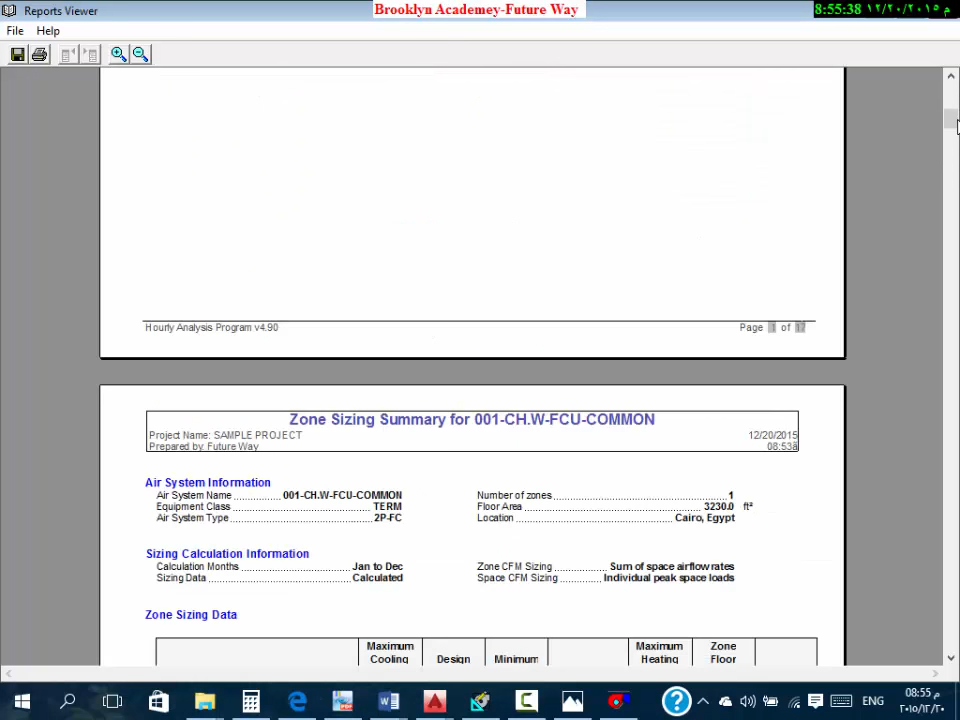 Reports Viewer
Brooklyn Academey-Future Way
8:55:38 م ١٢/٢٠/٢٠١٥
File Help
Hourly Analysis Program v4.90 Page 1 of 17
Zone Sizing Summary for 001-CH.W-FCU-COMMON
Project Name: SAMPLE PROJECT 12/20/2015
Prepared by: Future Way
Air System Information
Air System Name 001-CH.W-FCU-COMMON Number of zones 1
Equipment Class TERM Floor Area 3230.0 ft²
Air System Type 2P-FC Location Cairo, Egypt
Sizing Calculation Information
Calculation Months Jan to Dec Zone CFM Sizing Sum of space airflow rates
Sizing Data Calculated Space CFM Sizing Individual peak space loads
Zone Sizing Data
Maximum Maximum Zone
Cooling Design Minimum Heating Floor
ENG
08:55 م
٢٠١٥/١٢/٢٠